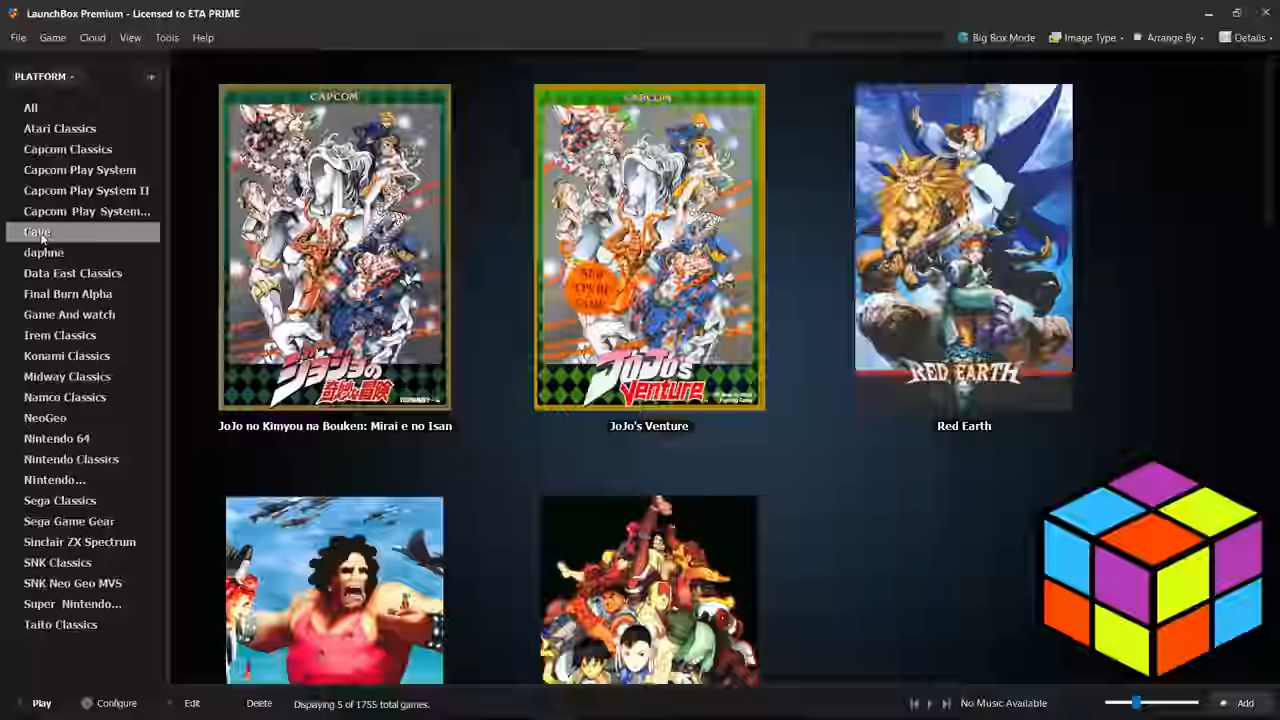 LaunchBox Premium - Licensed to ETA PRIME
File Game Cloud View Tools Help
Big Box Mode Image Type Arrange By Details
PLATFORM
All
Atari Classics
Capcom Classics
Capcom Play System
Capcom Play System II
Capcom Play System...
Cave
daphne
Data East Classics
Final Burn Alpha
Game And watch
Irem Classics
Konami Classics
Midway Classics
Namco Classics
NeoGeo
Nintendo 64
Nintendo Classics
Nintendo...
Sega Classics
Sega Game Gear
Sinclair ZX Spectrum
SNK Classics
SNK Neo Geo MVS
Super Nintendo...
Taito Classics
CAPCOM
ジョジョの
奇妙な冒険
JoJo no Kimyou na Bouken: Mirai e no Isan
CAPCOM
JoJo's
Venture
JoJo's Venture
RED EARTH
Red Earth
Play Configure Edit Delete Displaying 5 of 1755 total games.
No Music Available Add